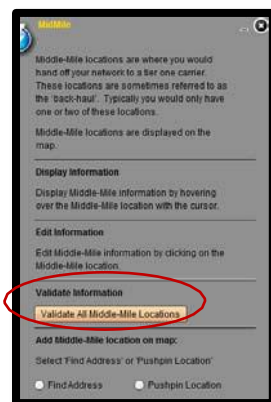 MidMile
Middle-Mile locations are where you would
hand off your network to a tier one carrier.
These locations are sometimes referred to as
the 'back-haul'. Typically you would only have
one or two of these locations.
Middle-Mile locations are displayed on the
map.
Display Information
Display Middle-Mile information by hovering
over the Middle-Mile location with the cursor.
Edit Information
Edit Middle-Mile information by clicking on the
Middle-Mile location.
Validate Information
Validate All Middle-Mile Locations
Add Middle-Mile location on map:
Select 'Find Address' or 'Pushpin Location'
Find Address Pushpin Location